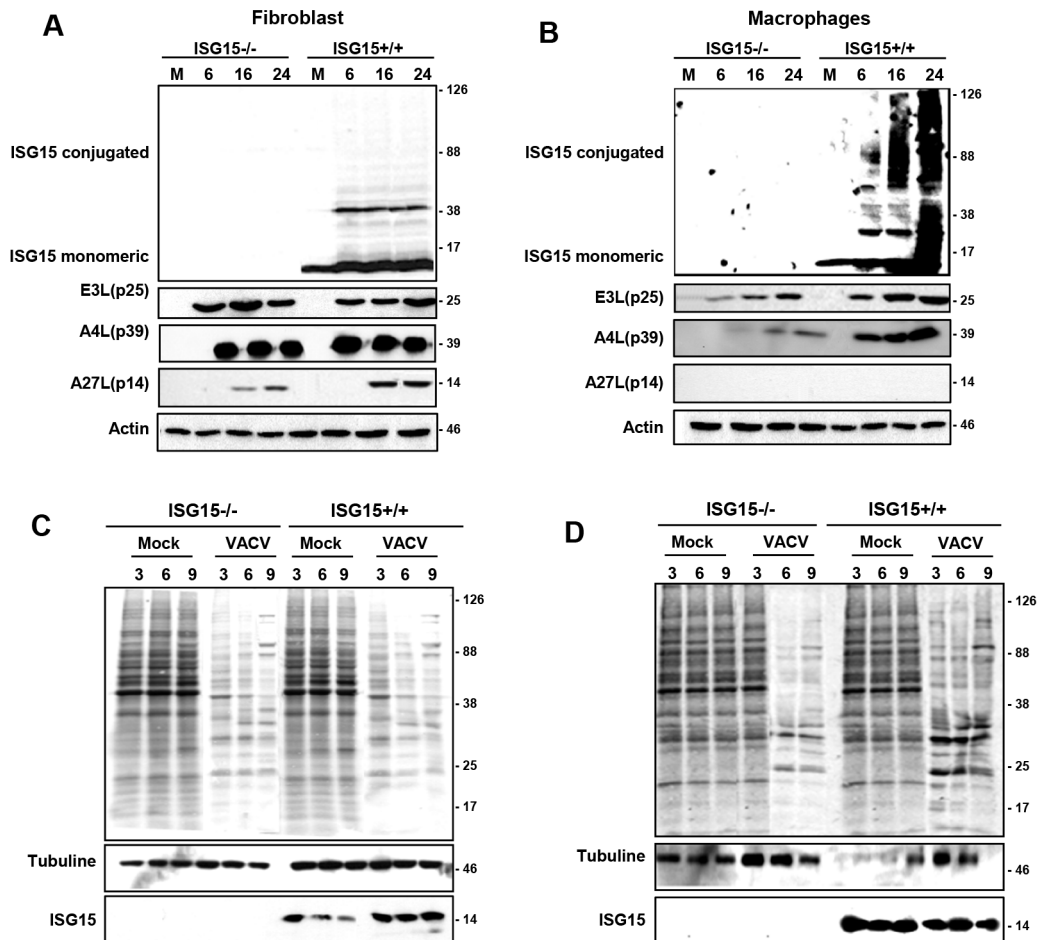 A
Fibroblast
ISG15-/- ISG15+/+
M 6 16 24 M 6 16 24
- 126
ISG15 conjugated
- 88
- 38
- 17
ISG15 monomeric
E3L(p25)
- 25
A4L(p39)
- 39
A27L(p14)
- 14
Actin
- 46
B
Macrophages
ISG15-/- ISG15+/+
M 6 16 24 M 6 16 24
- 126
ISG15 conjugated
- 88
- 38
- 17
ISG15 monomeric
E3L(p25)
- 25
A4L(p39)
- 39
A27L(p14)
- 14
Actin
- 46
C
ISG15-/- ISG15+/+
Mock VACV Mock VACV
3 6 9 3 6 9 3 6 9 3 6 9
- 126
- 88
- 38
- 25
- 17
Tubuline
- 46
ISG15
- 14
D
ISG15-/- ISG15+/+
Mock VACV Mock VACV
3 6 9 3 6 9 3 6 9 3 6 9
- 126
- 88
- 38
- 25
- 17
Tubuline
- 46
ISG15
- 14